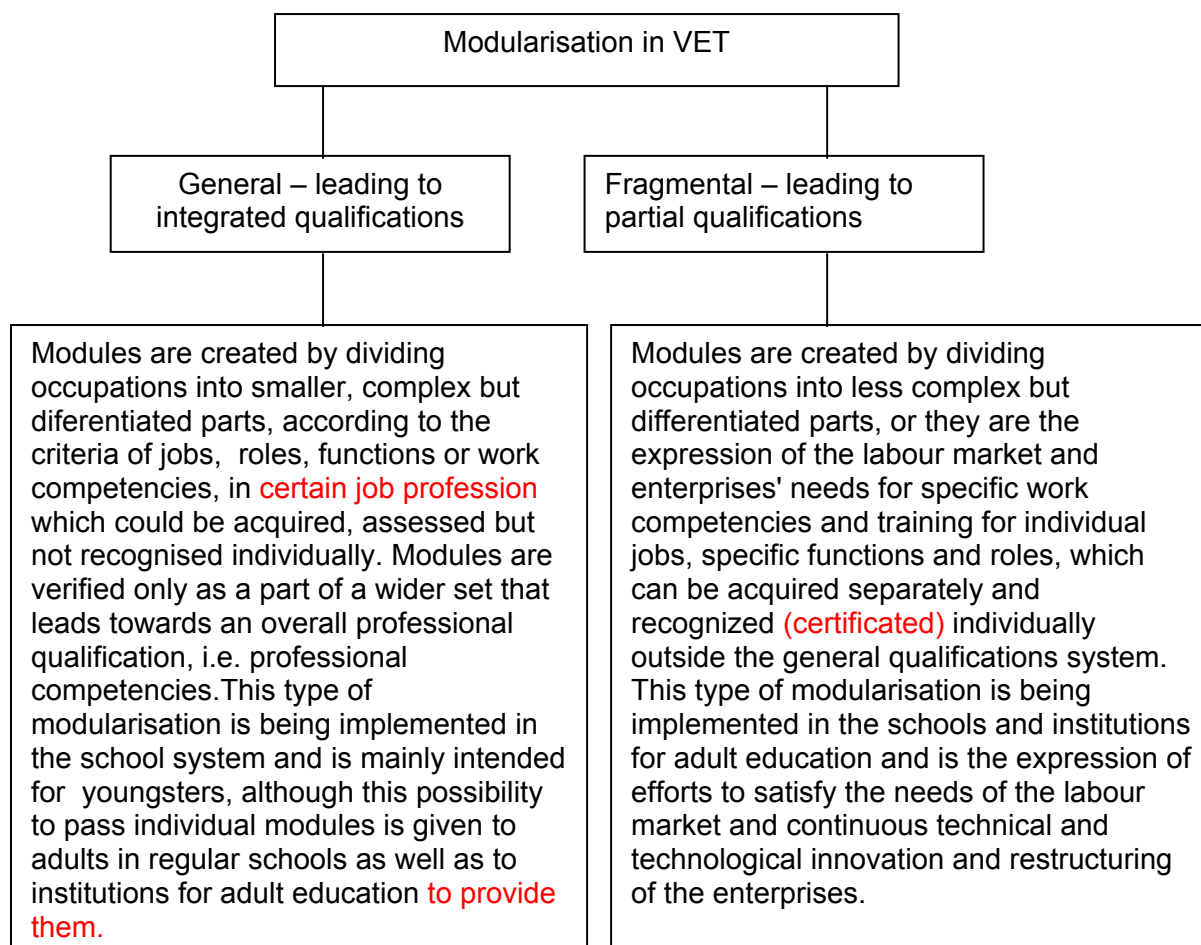 Modularisation in VET
General – leading to
integrated qualifications
Fragmental – leading to
partial qualifications
Modules are created by dividing
occupations into smaller, complex but
diferentiated parts, according to the
criteria of jobs, roles, functions or work
competencies, in certain job profession
which could be acquired, assessed but
not recognised individually. Modules are
verified only as a part of a wider set that
leads towards an overall professional
qualification, i.e. professional
competencies.This type of
modularisation is being implemented in
the school system and is mainly intended
for youngsters, although this possibility
to pass individual modules is given to
adults in regular schools as well as to
institutions for adult education to provide
them.
Modules are created by dividing
occupations into less complex but
differentiated parts, or they are the
expression of the labour market and
enterprises' needs for specific work
competencies and training for individual
jobs, specific functions and roles, which
can be acquired separately and
recognized (certificated) individually
outside the general qualifications system.
This type of modularisation is being
implemented in the schools and institutions
for adult education and is the expression of
efforts to satisfy the needs of the labour
market and continuous technical and
technological innovation and restructuring
of the enterprises.